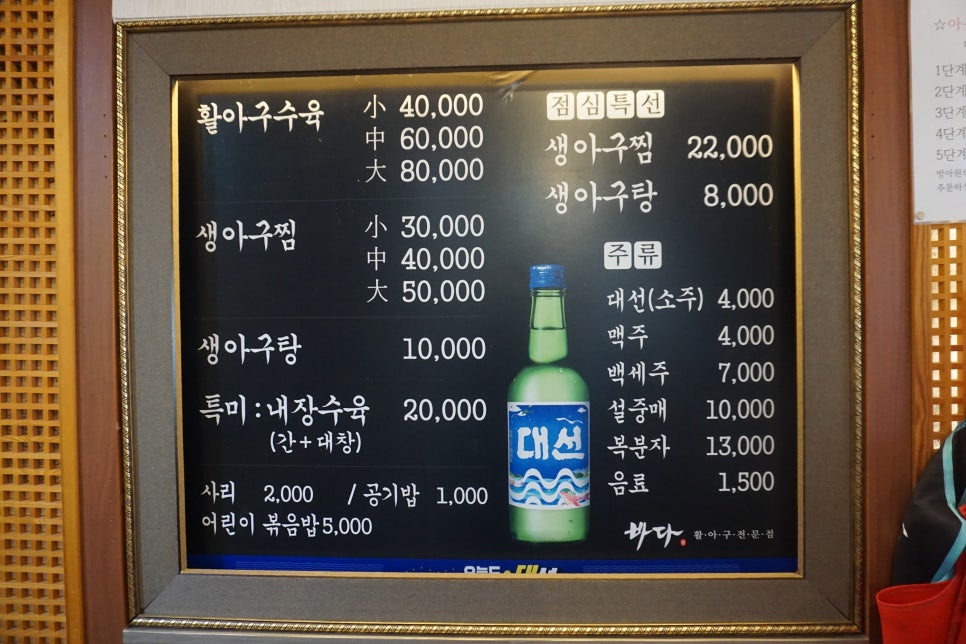 활아구수육 小 40,000
中 60,000
大 80,000
생아구찜 小 30,000
中 40,000
大 50,000
생아구탕 10,000
특미 : 내장수육 20,000
(간+대창)
사리 2,000 / 공기밥 1,000
어린이 볶음밥 5,000
점심특선
생아구찜 22,000
생아구탕 8,000
주류
대선(소주) 4,000
맥주 4,000
백세주 7,000
설중매 10,000
복분자 13,000
음료 1,500
대선
바다 활·아·구·전·문·점
☆아
1단계
2단계
3단계
4단계
5단계